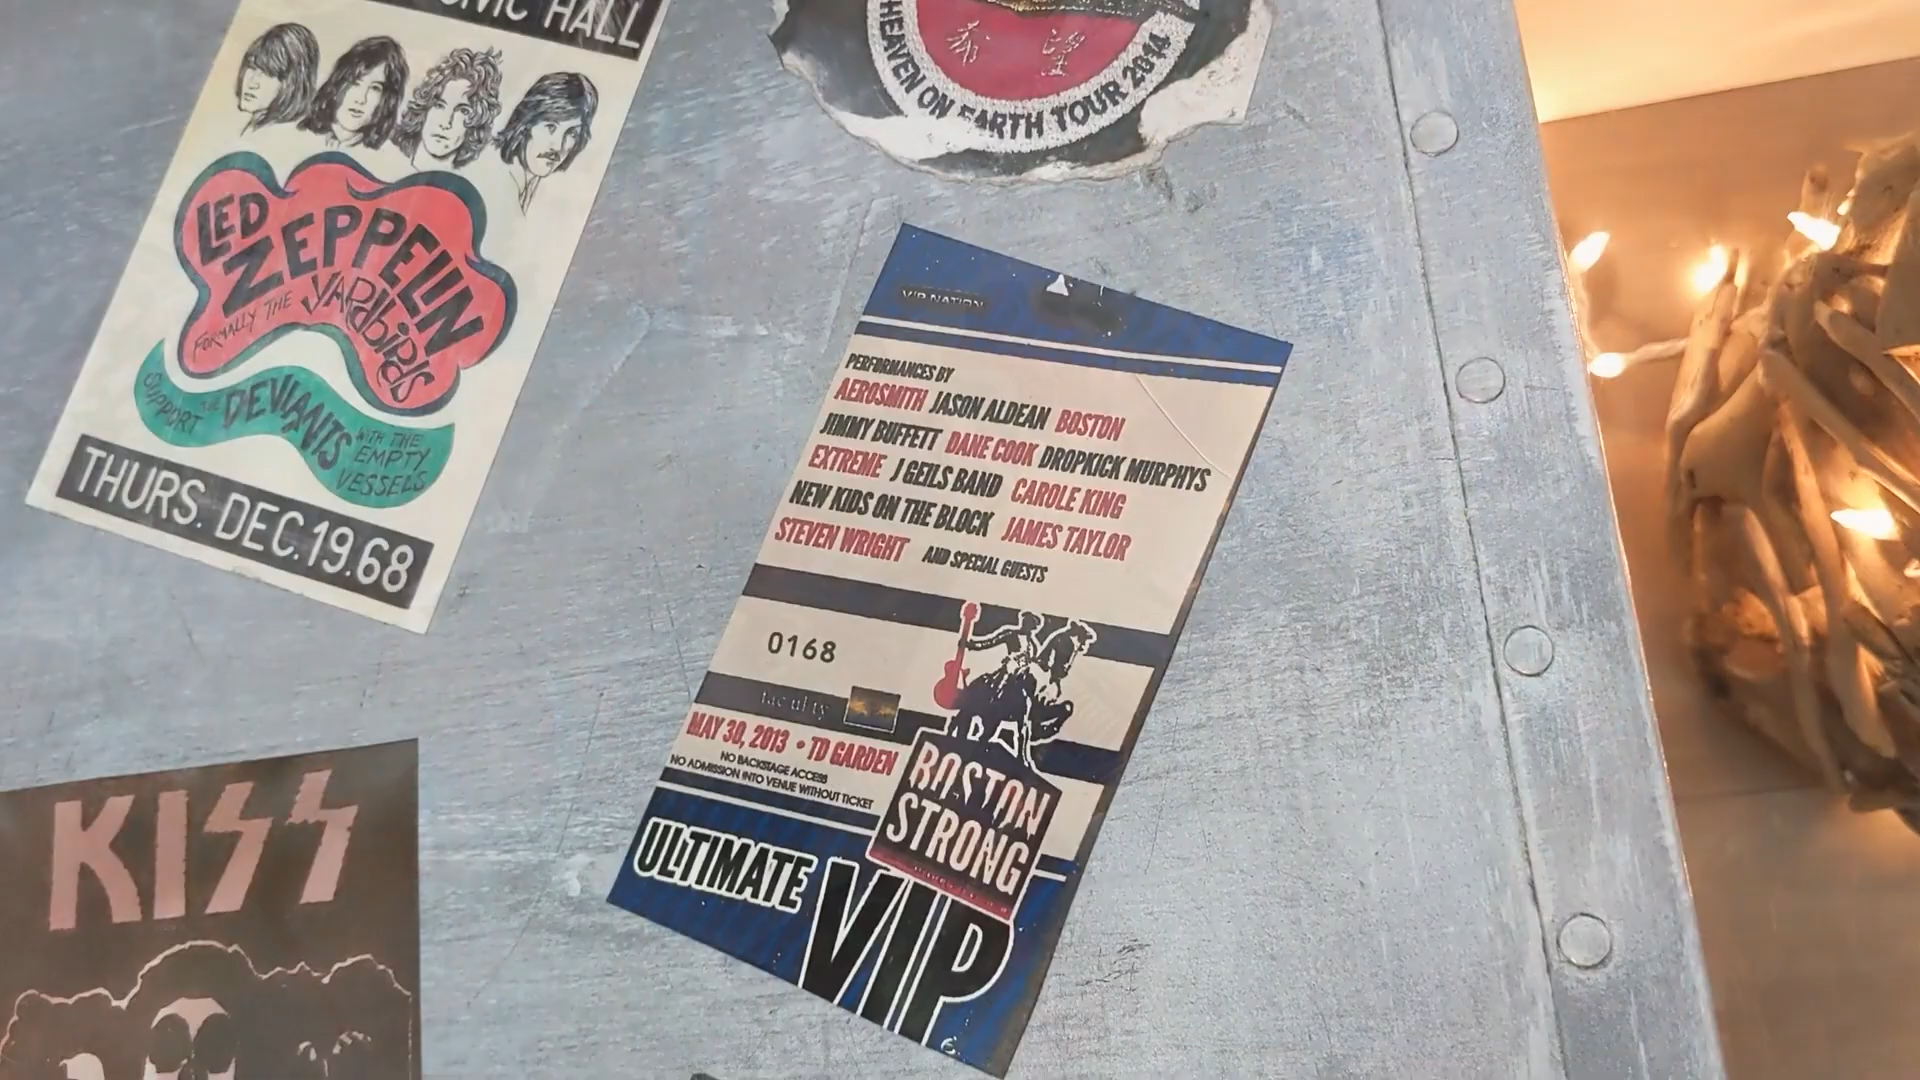 CIVIC HALL
LED
ZEPPELIN
FORMALLY THE YARDbiRds
SUPPORT THE DEVIANTS WITH THE
EMPTY
VESSELS
THURS. DEC.19.68
HEAVEN ON EARTH TOUR 2014
VIP NATION
PERFORMANCES BY
AEROSMITH JASON ALDEAN BOSTON
JIMMY BUFFETT DANE COOK DROPKICK MURPHYS
EXTREME J GEILS BAND CAROLE KING
NEW KIDS ON THE BLOCK JAMES TAYLOR
STEVEN WRIGHT AND SPECIAL GUESTS
0168
faculty
MAY 30, 2013 • TD GARDEN
NO BACKSTAGE ACCESS
NO ADMISSION INTO VENUE WITHOUT TICKET
BOSTON
STRONG
ULTIMATE VIP
KISS